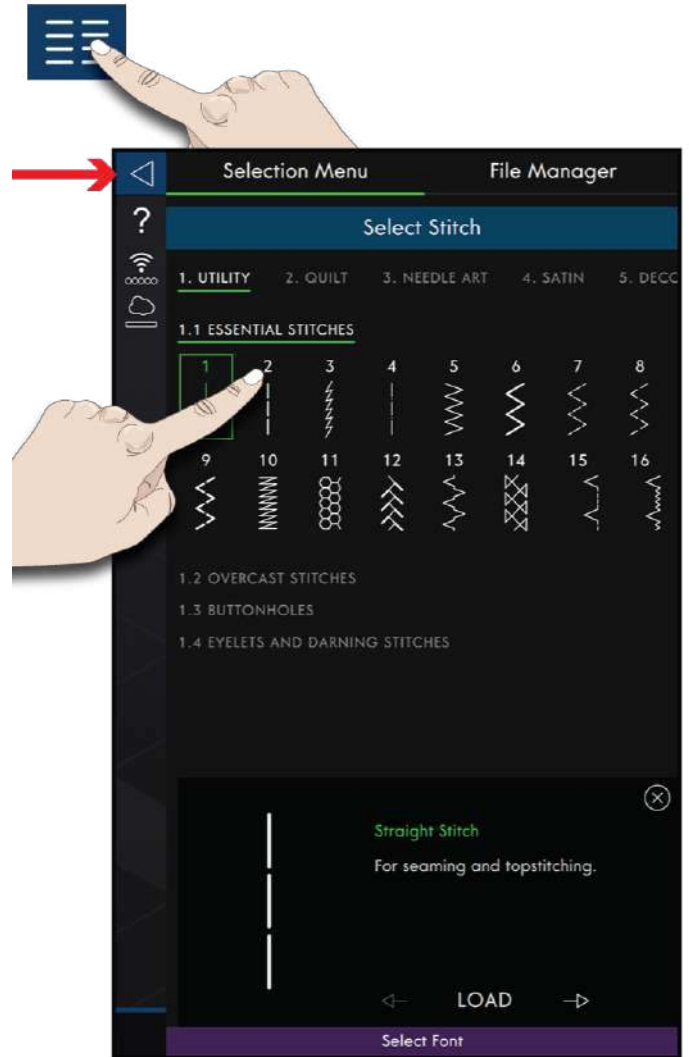 Selection Menu File Manager
?
Select Stitch
1. UTILITY 2. QUILT 3. NEEDLE ART 4. SATIN 5. DECC
1.1 ESSENTIAL STITCHES
1 2 3 4 5 6 7 8
9 10 11 12 13 14 15 16
1.2 OVERCAST STITCHES
1.3 BUTTONHOLES
1.4 EYELETS AND DARNING STITCHES
Straight Stitch
For seaming and topstitching.
LOAD
Select Font